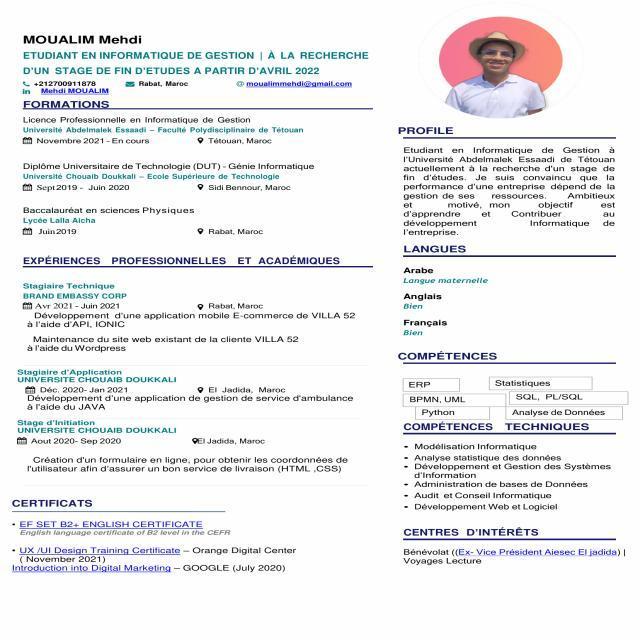 MOUALIM Mehdi
ETUDIANT EN INFORMATIQUE DE GESTION | À LA RECHERCHE
D'UN STAGE DE FIN D'ETUDES A PARTIR D'AVRIL 2022
+212700911878 Rabat, Maroc @ moualimmehdi@gmail.com
in Mehdi MOUALIM
FORMATIONS
Licence Professionnelle en Informatique de Gestion
Université Abdelmalek Essaadi – Faculté Polydisciplinaire de Tétouan
Novembre 2021 - En cours Tétouan, Maroc
Diplôme Universitaire de Technologie (DUT) - Génie Informatique
Université Chouaib Doukkali – Ecole Supérieure de Technologie
Sept 2019 - Juin 2020 Sidi Bennour, Maroc
Baccalauréat en sciences Physiques
Lycée Lalla Aicha
Juin 2019 Rabat, Maroc
EXPÉRIENCES PROFESSIONNELLES ET ACADÉMIQUES
Stagiaire Technique
BRAND EMBASSY CORP
Avr 2021 - Juin 2021 Rabat, Maroc
Développement d'une application mobile E-commerce de VILLA 52
à l'aide d'API, IONIC
Maintenance du site web existant de la cliente VILLA 52
à l'aide du Wordpress
Stagiaire d'Application
UNIVERSITE CHOUAIB DOUKKALI
Déc. 2020- Jan 2021 El Jadida, Maroc
Développement d'une application de gestion de service d'ambulance
à l'aide du JAVA
Stage d'Initiation
UNIVERSITE CHOUAIB DOUKKALI
Aout 2020- Sep 2020 El Jadida, Maroc
Création d'un formulaire en ligne, pour obtenir les coordonnées de
l'utilisateur afin d'assurer un bon service de livraison (HTML ,CSS)
CERTIFICATS
• EF SET B2+ ENGLISH CERTIFICATE
English language certificate of B2 level in the CEFR
• UX /UI Design Training Certificate – Orange Digital Center
( Novembre 2021)
Introduction into Digital Marketing – GOOGLE (July 2020)
PROFILE
Etudiant en Informatique de Gestion à
l'Université Abdelmalek Essaadi de Tétouan
actuellement à la recherche d'un stage de
fin d'études. Je suis convaincu que la
performance d'une entreprise dépend de la
gestion de ses ressources. Ambitieux
et motivé, mon objectif est
d'apprendre et Contribuer au
développement Informatique de
l'entreprise.
LANGUES
Arabe
Langue maternelle
Anglais
Bien
Français
Bien
COMPÉTENCES
ERP Statistiques
BPMN, UML SQL, PL/SQL
Python Analyse de Données
COMPÉTENCES TECHNIQUES
• Modélisation Informatique
• Analyse statistique des données
• Développement et Gestion des Systèmes
d'Information
• Administration de bases de Données
• Audit et Conseil Informatique
• Développement Web et Logiciel
CENTRES D'INTÉRÊTS
Bénévolat ((Ex- Vice Président Aiesec El jadida) |
Voyages Lecture